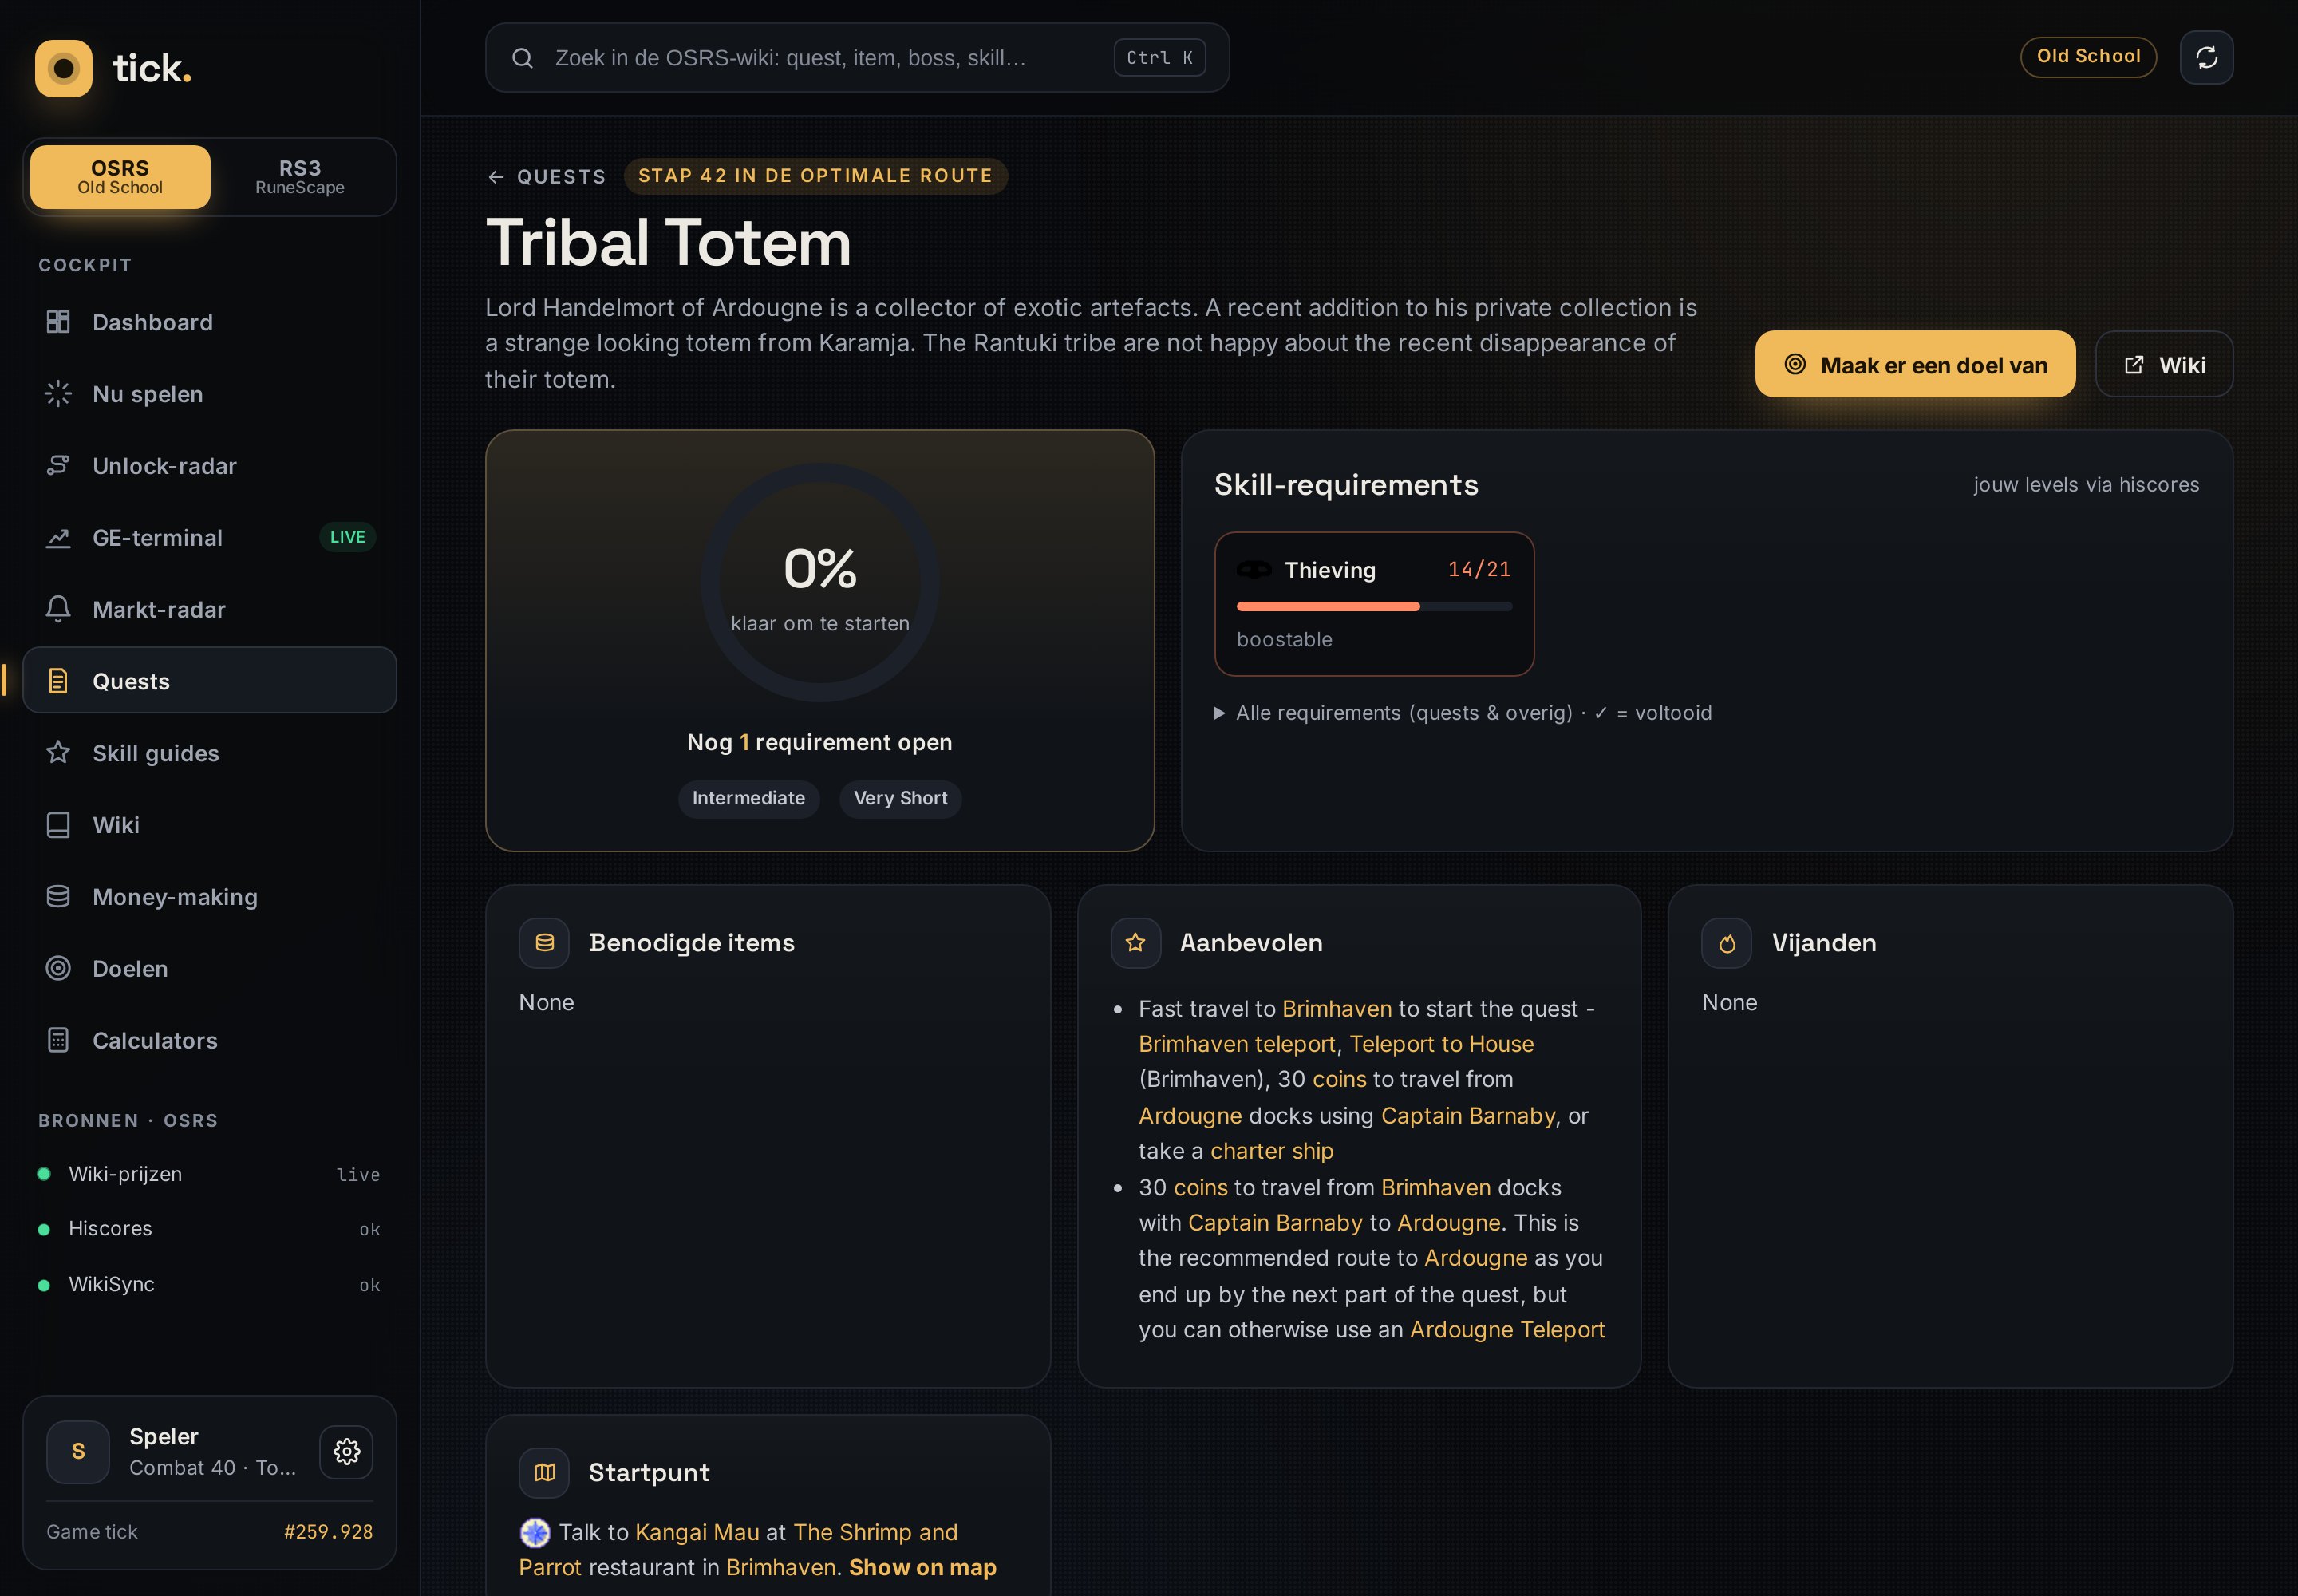 tick.
OSRS
Old School
RS3
RuneScape
COCKPIT
Dashboard
Nu spelen
Unlock-radar
GE-terminal
LIVE
Markt-radar
Quests
Skill guides
Wiki
Money-making
Doelen
Calculators
BRONNEN · OSRS
Wiki-prijzen live
Hiscores ok
WikiSync ok
S
Speler
Combat 40 · To...
Game tick #259.928
Zoek in de OSRS-wiki: quest, item, boss, skill...
Ctrl K
Old School
← QUESTS
STAP 42 IN DE OPTIMALE ROUTE
Tribal Totem
Lord Handelmort of Ardougne is a collector of exotic artefacts. A recent addition to his private collection is
a strange looking totem from Karamja. The Rantuki tribe are not happy about the recent disappearance of
their totem.
Maak er een doel van
Wiki
0%
klaar om te starten
Nog 1 requirement open
Intermediate
Very Short
Skill-requirements
jouw levels via hiscores
Thieving 14/21
boostable
▶ Alle requirements (quests & overig) · ✓ = voltooid
Benodigde items
None
Aanbevolen
• Fast travel to Brimhaven to start the quest -
Brimhaven teleport, Teleport to House
(Brimhaven), 30 coins to travel from
Ardougne docks using Captain Barnaby, or
take a charter ship
• 30 coins to travel from Brimhaven docks
with Captain Barnaby to Ardougne. This is
the recommended route to Ardougne as you
end up by the next part of the quest, but
you can otherwise use an Ardougne Teleport
Vijanden
None
Startpunt
Talk to Kangai Mau at The Shrimp and
Parrot restaurant in Brimhaven. Show on map